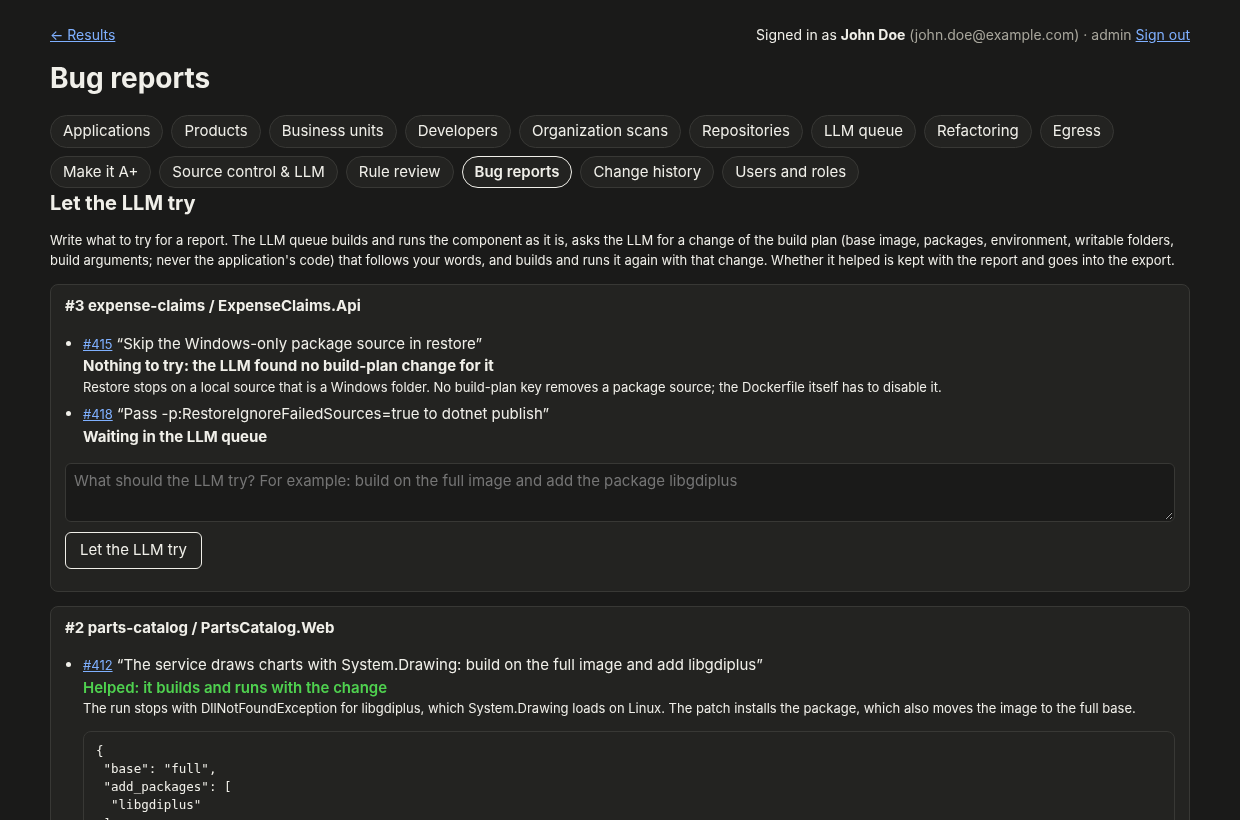 ← Results
Signed in as John Doe (john.doe@example.com) · admin Sign out
Bug reports
Applications Products Business units Developers Organization scans Repositories LLM queue Refactoring Egress
Make it A+ Source control & LLM Rule review Bug reports Change history Users and roles
Let the LLM try
Write what to try for a report. The LLM queue builds and runs the component as it is, asks the LLM for a change of the build plan (base image, packages, environment, writable folders,
build arguments; never the application's code) that follows your words, and builds and runs it again with that change. Whether it helped is kept with the report and goes into the export.
#3 expense-claims / ExpenseClaims.Api
• #415 “Skip the Windows-only package source in restore”
Nothing to try: the LLM found no build-plan change for it
Restore stops on a local source that is a Windows folder. No build-plan key removes a package source; the Dockerfile itself has to disable it.
• #418 “Pass -p:RestoreIgnoreFailedSources=true to dotnet publish”
Waiting in the LLM queue
What should the LLM try? For example: build on the full image and add the package libgdiplus
Let the LLM try
#2 parts-catalog / PartsCatalog.Web
• #412 “The service draws charts with System.Drawing: build on the full image and add libgdiplus”
Helped: it builds and runs with the change
The run stops with DllNotFoundException for libgdiplus, which System.Drawing loads on Linux. The patch installs the package, which also moves the image to the full base.
{
"base": "full",
"add_packages": [
"libgdiplus"